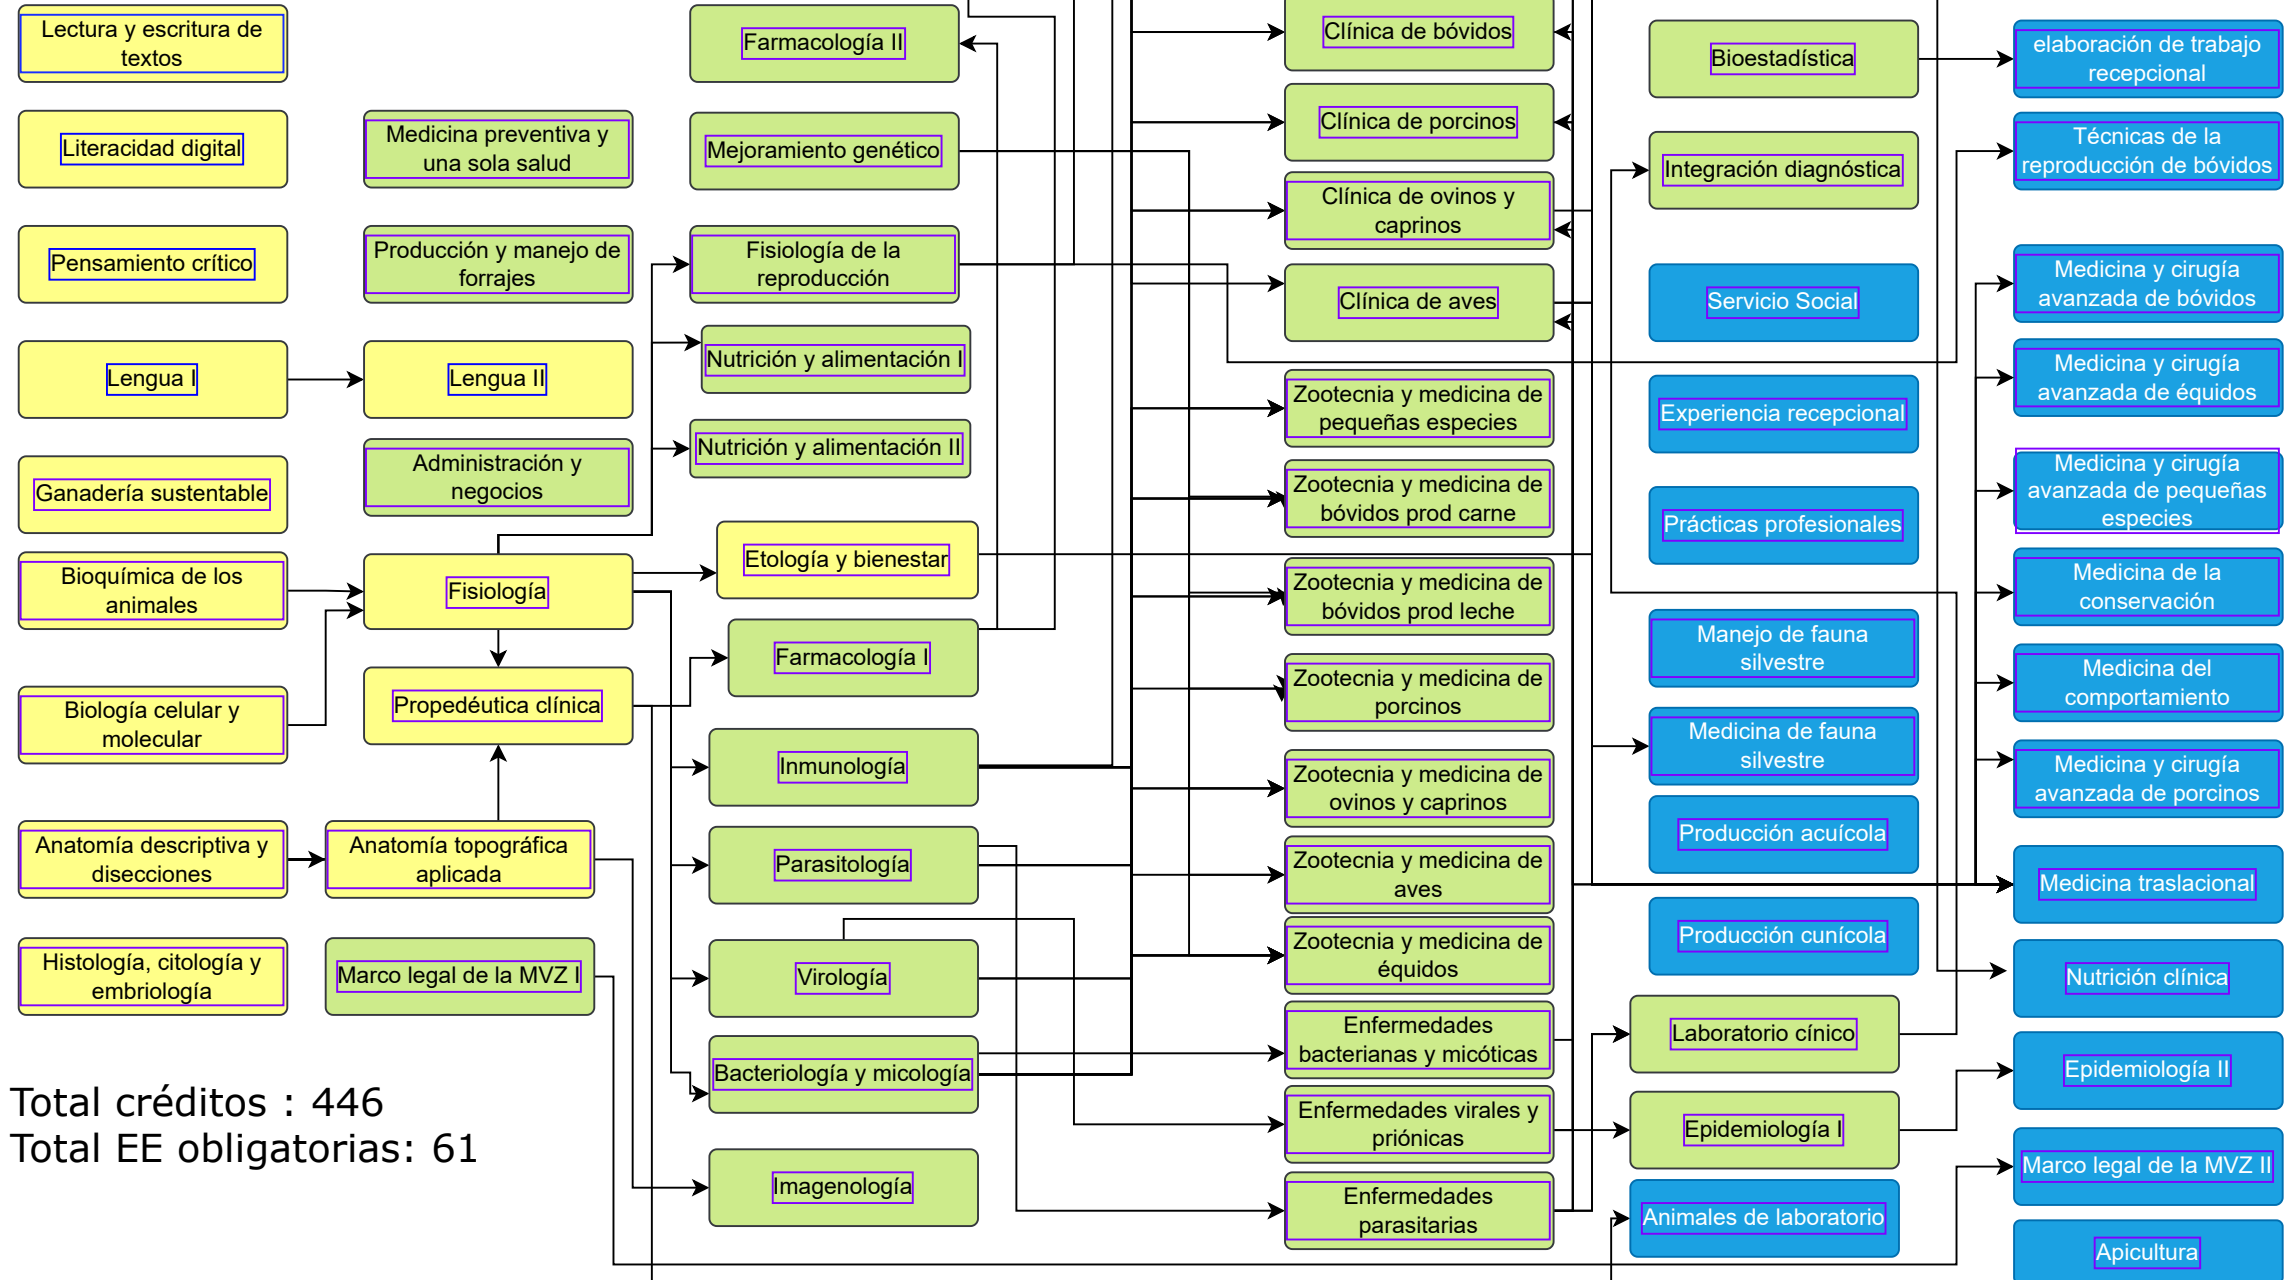 Lectura y escritura de
textos
Literacidad digital
Pensamiento crítico
Lengua I
Ganadería sustentable
Bioquímica de los
animales
Biología celular y
molecular
Anatomía descriptiva y
disecciones
Histología, citología y
embriología
Medicina preventiva y
una sola salud
Producción y manejo de
forrajes
Lengua II
Administración y
negocios
Fisiología
Propedéutica clínica
Anatomía topográfica
aplicada
Marco legal de la MVZ I
Total créditos : 446
Total EE obligatorias: 61
Farmacología II
Mejoramiento genético
Fisiología de la
reproducción
Nutrición y alimentación I
Nutrición y alimentación II
Etología y bienestar
Farmacología I
Inmunología
Parasitología
Virología
Bacteriología y micología
Imagenología
Clínica de bóvidos
Clínica de porcinos
Clínica de ovinos y
caprinos
Clínica de aves
Zootecnia y medicina de
pequeñas especies
Zootecnia y medicina de
bóvidos prod carne
Zootecnia y medicina de
bóvidos prod leche
Zootecnia y medicina de
porcinos
Zootecnia y medicina de
ovinos y caprinos
Zootecnia y medicina de
aves
Zootecnia y medicina de
équidos
Enfermedades
bacterianas y micóticas
Enfermedades virales y
priónicas
Enfermedades
parasitarias
Bioestadística
Integración diagnóstica
Servicio Social
Experiencia recepcional
Prácticas profesionales
Manejo de fauna
silvestre
Medicina de fauna
silvestre
Producción acuícola
Producción cunícola
Laboratorio cínico
Epidemiología I
Animales de laboratorio
elaboración de trabajo
recepcional
Técnicas de la
reproducción de bóvidos
Medicina y cirugía
avanzada de bóvidos
Medicina y cirugía
avanzada de équidos
Medicina y cirugía
avanzada de pequeñas
especies
Medicina de la
conservación
Medicina del
comportamiento
Medicina y cirugía
avanzada de porcinos
Medicina traslacional
Nutrición clínica
Epidemiología II
Marco legal de la MVZ II
Apicultura